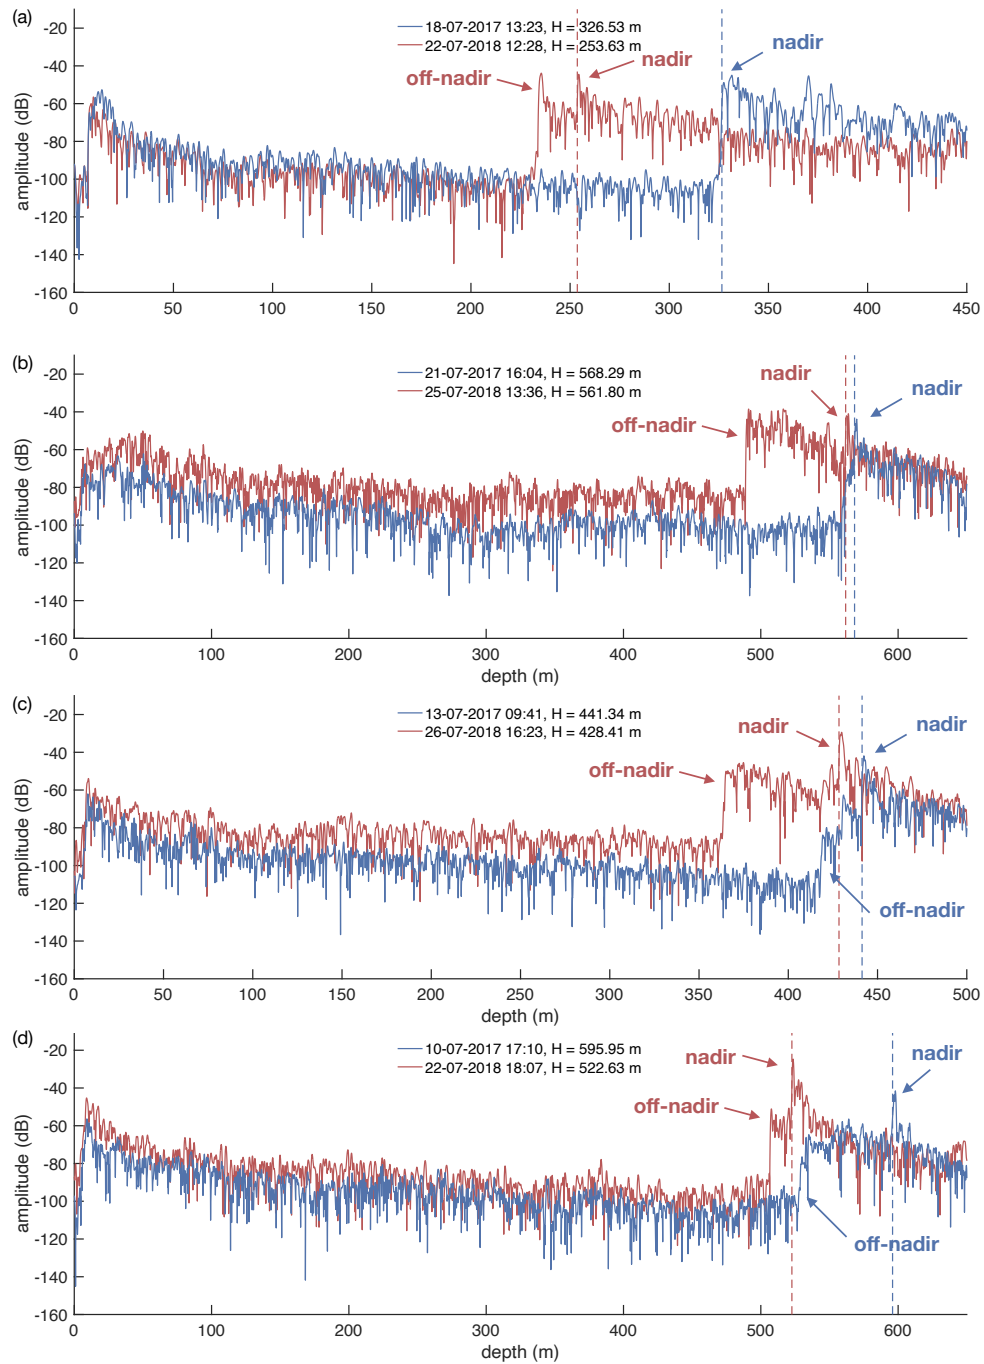 (a)
-20
18-07-2017 13:23, H = 326.53 m
22-07-2018 12:28, H = 253.63 m
nadir
nadir
off-nadir
-40
-60
-80
-100
-120
-140
-160
amplitude (dB)
0 50 100 150 200 250 300 350 400 450
(b)
-20
21-07-2017 16:04, H = 568.29 m
25-07-2018 13:36, H = 561.80 m
nadir
nadir
off-nadir
-40
-60
-80
-100
-120
-140
-160
amplitude (dB)
0 100 200 300 400 500 600
depth (m)
(c)
-20
13-07-2017 09:41, H = 441.34 m
26-07-2018 16:23, H = 428.41 m
nadir
nadir
off-nadir
off-nadir
-40
-60
-80
-100
-120
-140
-160
amplitude (dB)
0 50 100 150 200 250 300 350 400 450 500
depth (m)
(d)
-20
10-07-2017 17:10, H = 595.95 m
22-07-2018 18:07, H = 522.63 m
nadir
nadir
off-nadir
off-nadir
-40
-60
-80
-100
-120
-140
-160
amplitude (dB)
0 100 200 300 400 500 600
depth (m)